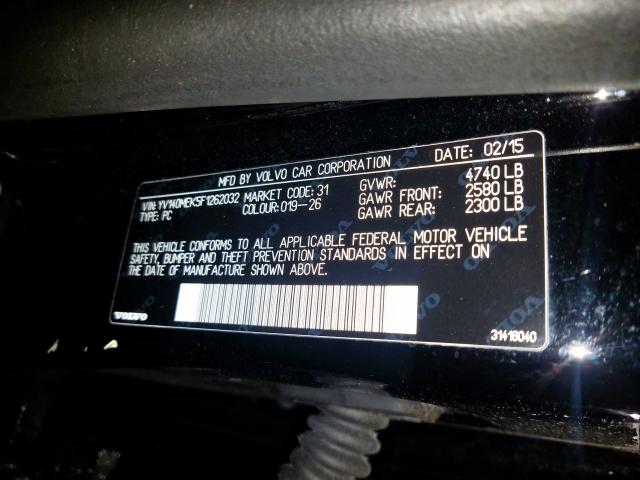 MFD BY VOLVO CAR CORPORATION DATE: 02/15
VIN: YV140MEK5F1262032 MARKET CODE: 31 GVWR: 4740 LB
TYPE: PC COLOUR: 019-26 GAWR FRONT: 2580 LB
GAWR REAR: 2300 LB
THIS VEHICLE CONFORMS TO ALL APPLICABLE FEDERAL MOTOR VEHICLE
SAFETY, BUMPER AND THEFT PREVENTION STANDARDS IN EFFECT ON
THE DATE OF MANUFACTURE SHOWN ABOVE.
VOLVO 31418040